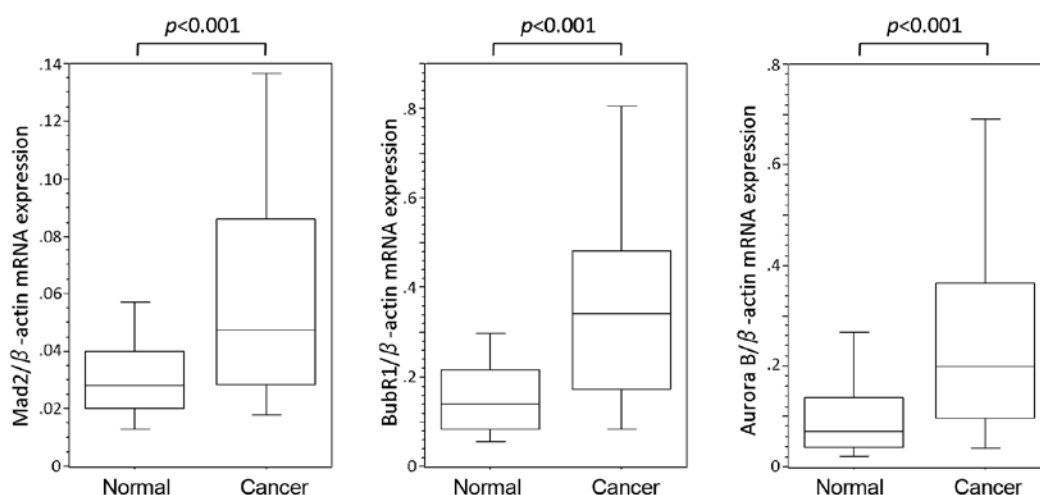 p<0.001
Mad2/β-actin mRNA expression
.14
.12
.10
.08
.06
.04
.02
0
Normal Cancer
p<0.001
BubR1/β-actin mRNA expression
.8
.6
.4
.2
0
Normal Cancer
p<0.001
Aurora B/β-actin mRNA expression
.8
.6
.4
.2
0
Normal Cancer